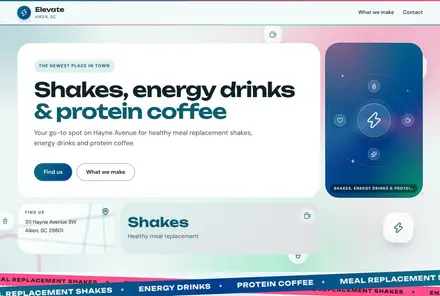 Elevate
AIKEN, SC
What we make
Contact
THE NEWEST PLACE IN TOWN
Shakes, energy drinks
& protein coffee
Your go-to spot on Hayne Avenue for healthy meal replacement shakes,
energy drinks and protein coffee.
Find us
What we make
SHAKES, ENERGY DRINKS & PROTEI…
FIND US
Hayne Avenue SW
Aiken, SC 29801
Shakes
Healthy meal replacement
REPLACEMENT SHAKES
ENERGY DRINKS
PROTEIN COFFEE
MEAL REPLACEMENT
REPLACEMENT SHAKES